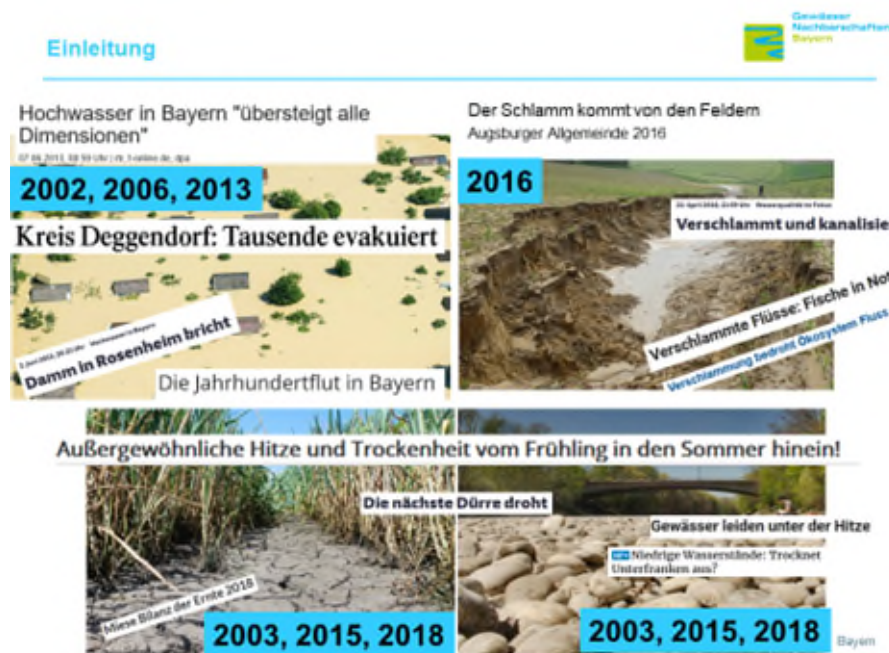 Einleitung
Gewässer
Nachbarschaften
Bayern
Hochwasser in Bayern "übersteigt alle
Dimensionen"
2002, 2006, 2013
Kreis Deggendorf: Tausende evakuiert
Damm in Rosenheim bricht
Die Jahrhundertflut in Bayern
Der Schlamm kommt von den Feldern
Augsburger Allgemeinde 2016
2016
Verschlammt und kanalisie
Verschlammte Flüsse: Fische in Not
Verschlammung bedroht Ökosystem Fluss
Außergewöhnliche Hitze und Trockenheit vom Frühling in den Sommer hinein!
Die nächste Dürre droht
Miese Bilanz der Ernte 2018
2003, 2015, 2018
Gewässer leiden unter der Hitze
Niedrige Wasserstände: Trocknet
Unterfranken aus?
2003, 2015, 2018
Bayern